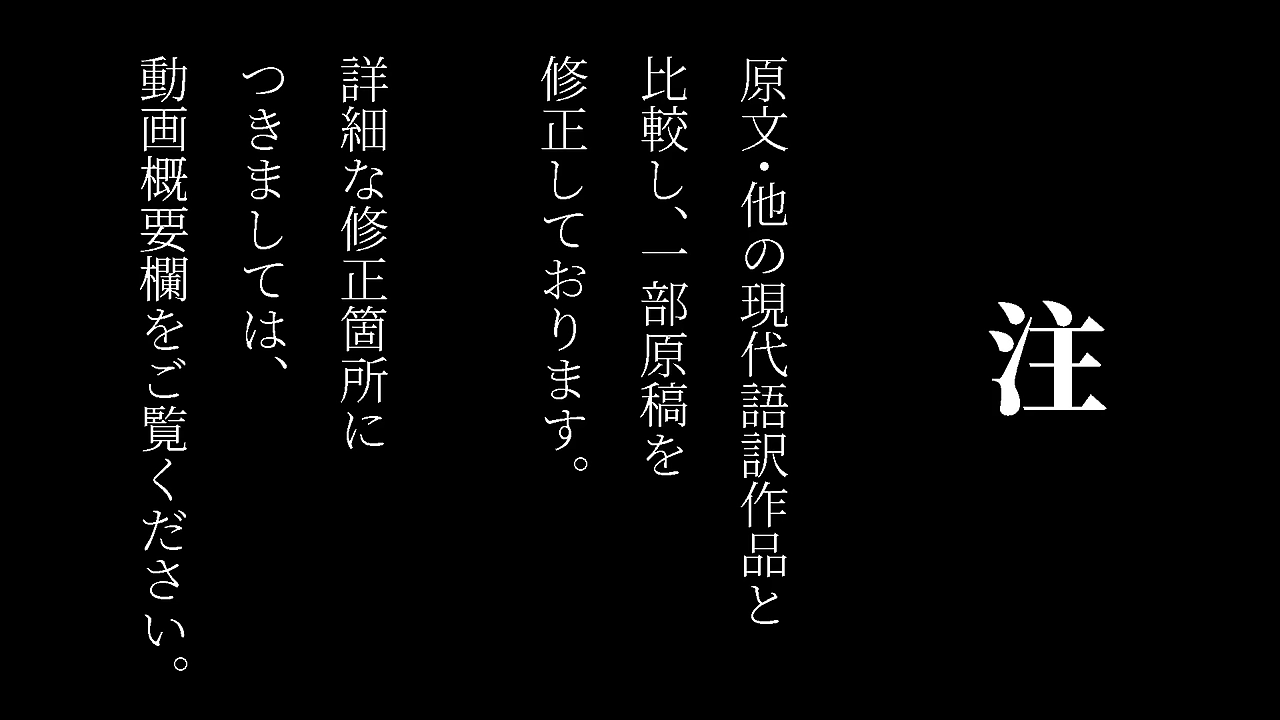 注
原文・他の現代語訳作品と
比較し、一部原稿を
修正しております。
詳細な修正箇所に
つきましては、
動画概要欄をご覧ください。